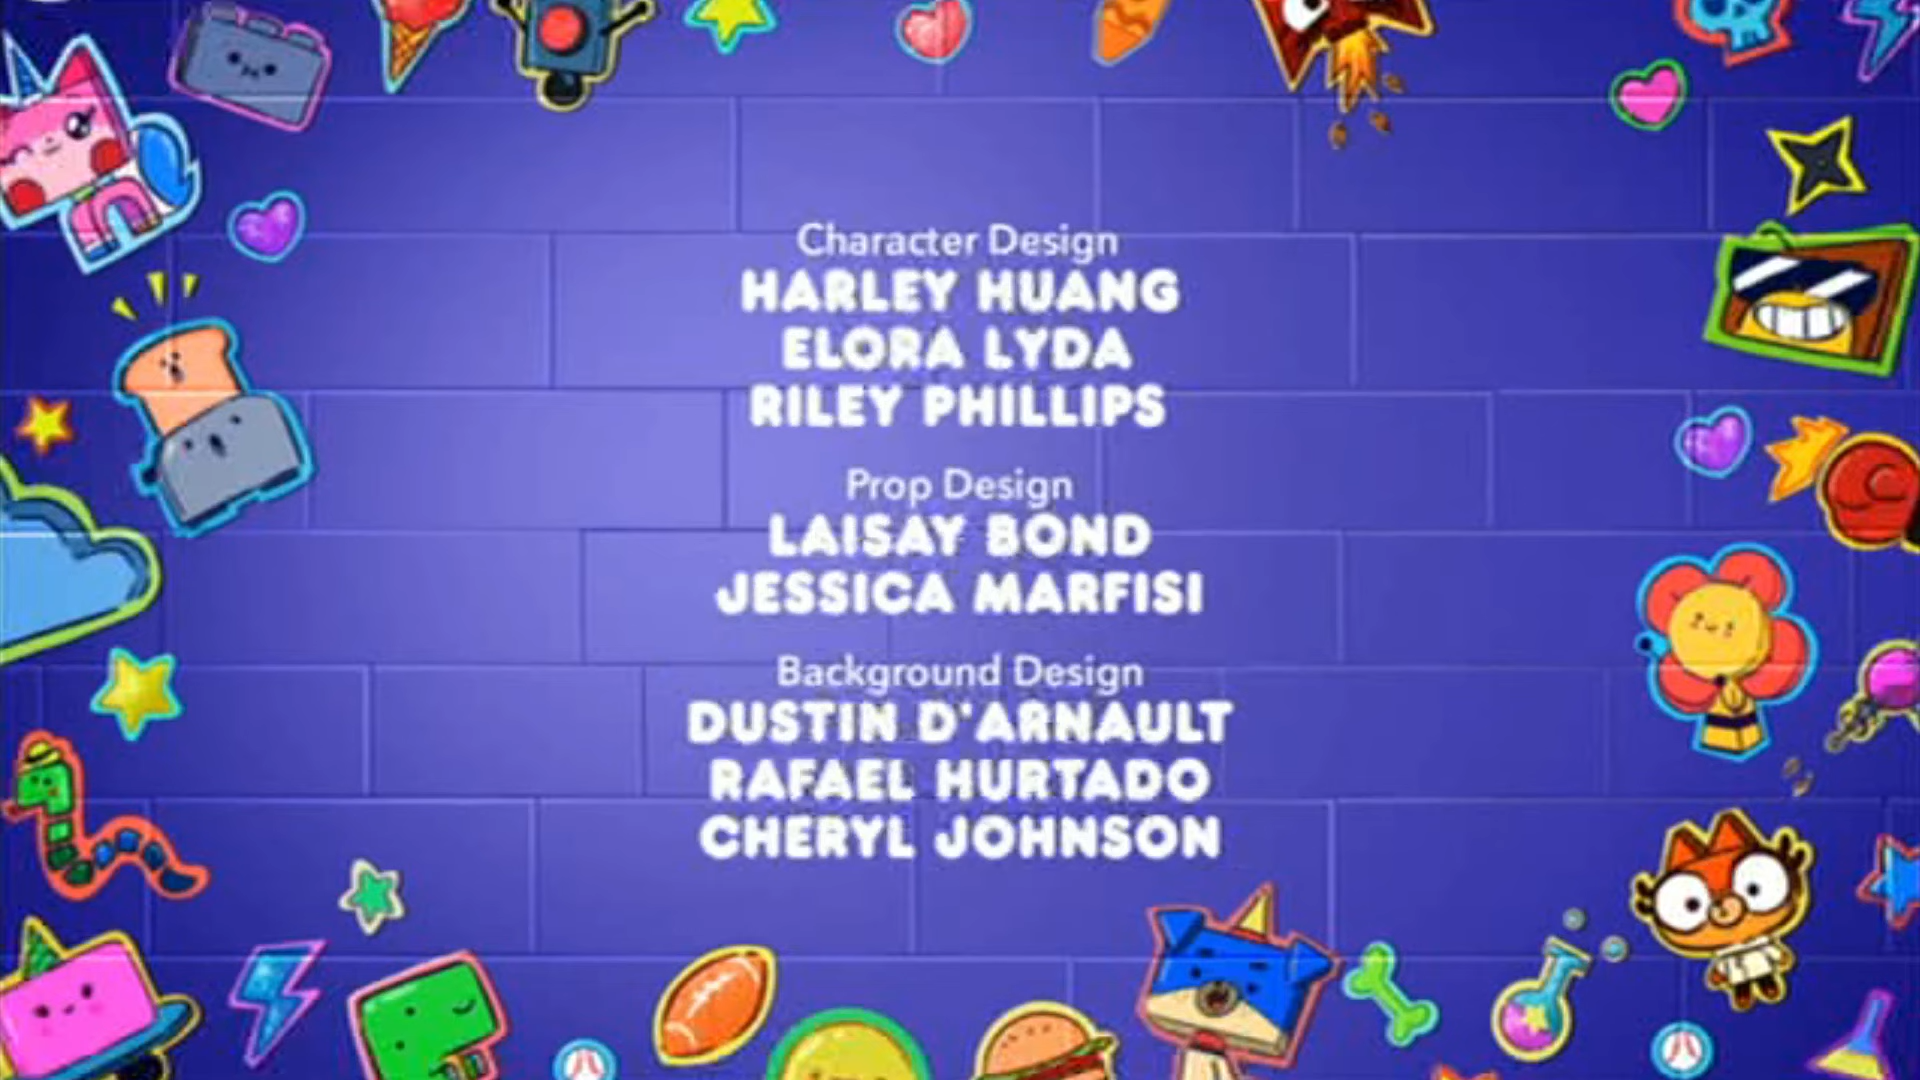 Character Design
HARLEY HUANG
ELORA LYDA
RILEY PHILLIPS
Prop Design
LAISAY BOND
JESSICA MARFISI
Background Design
DUSTIN D'ARNAULT
RAFAEL HURTADO
CHERYL JOHNSON